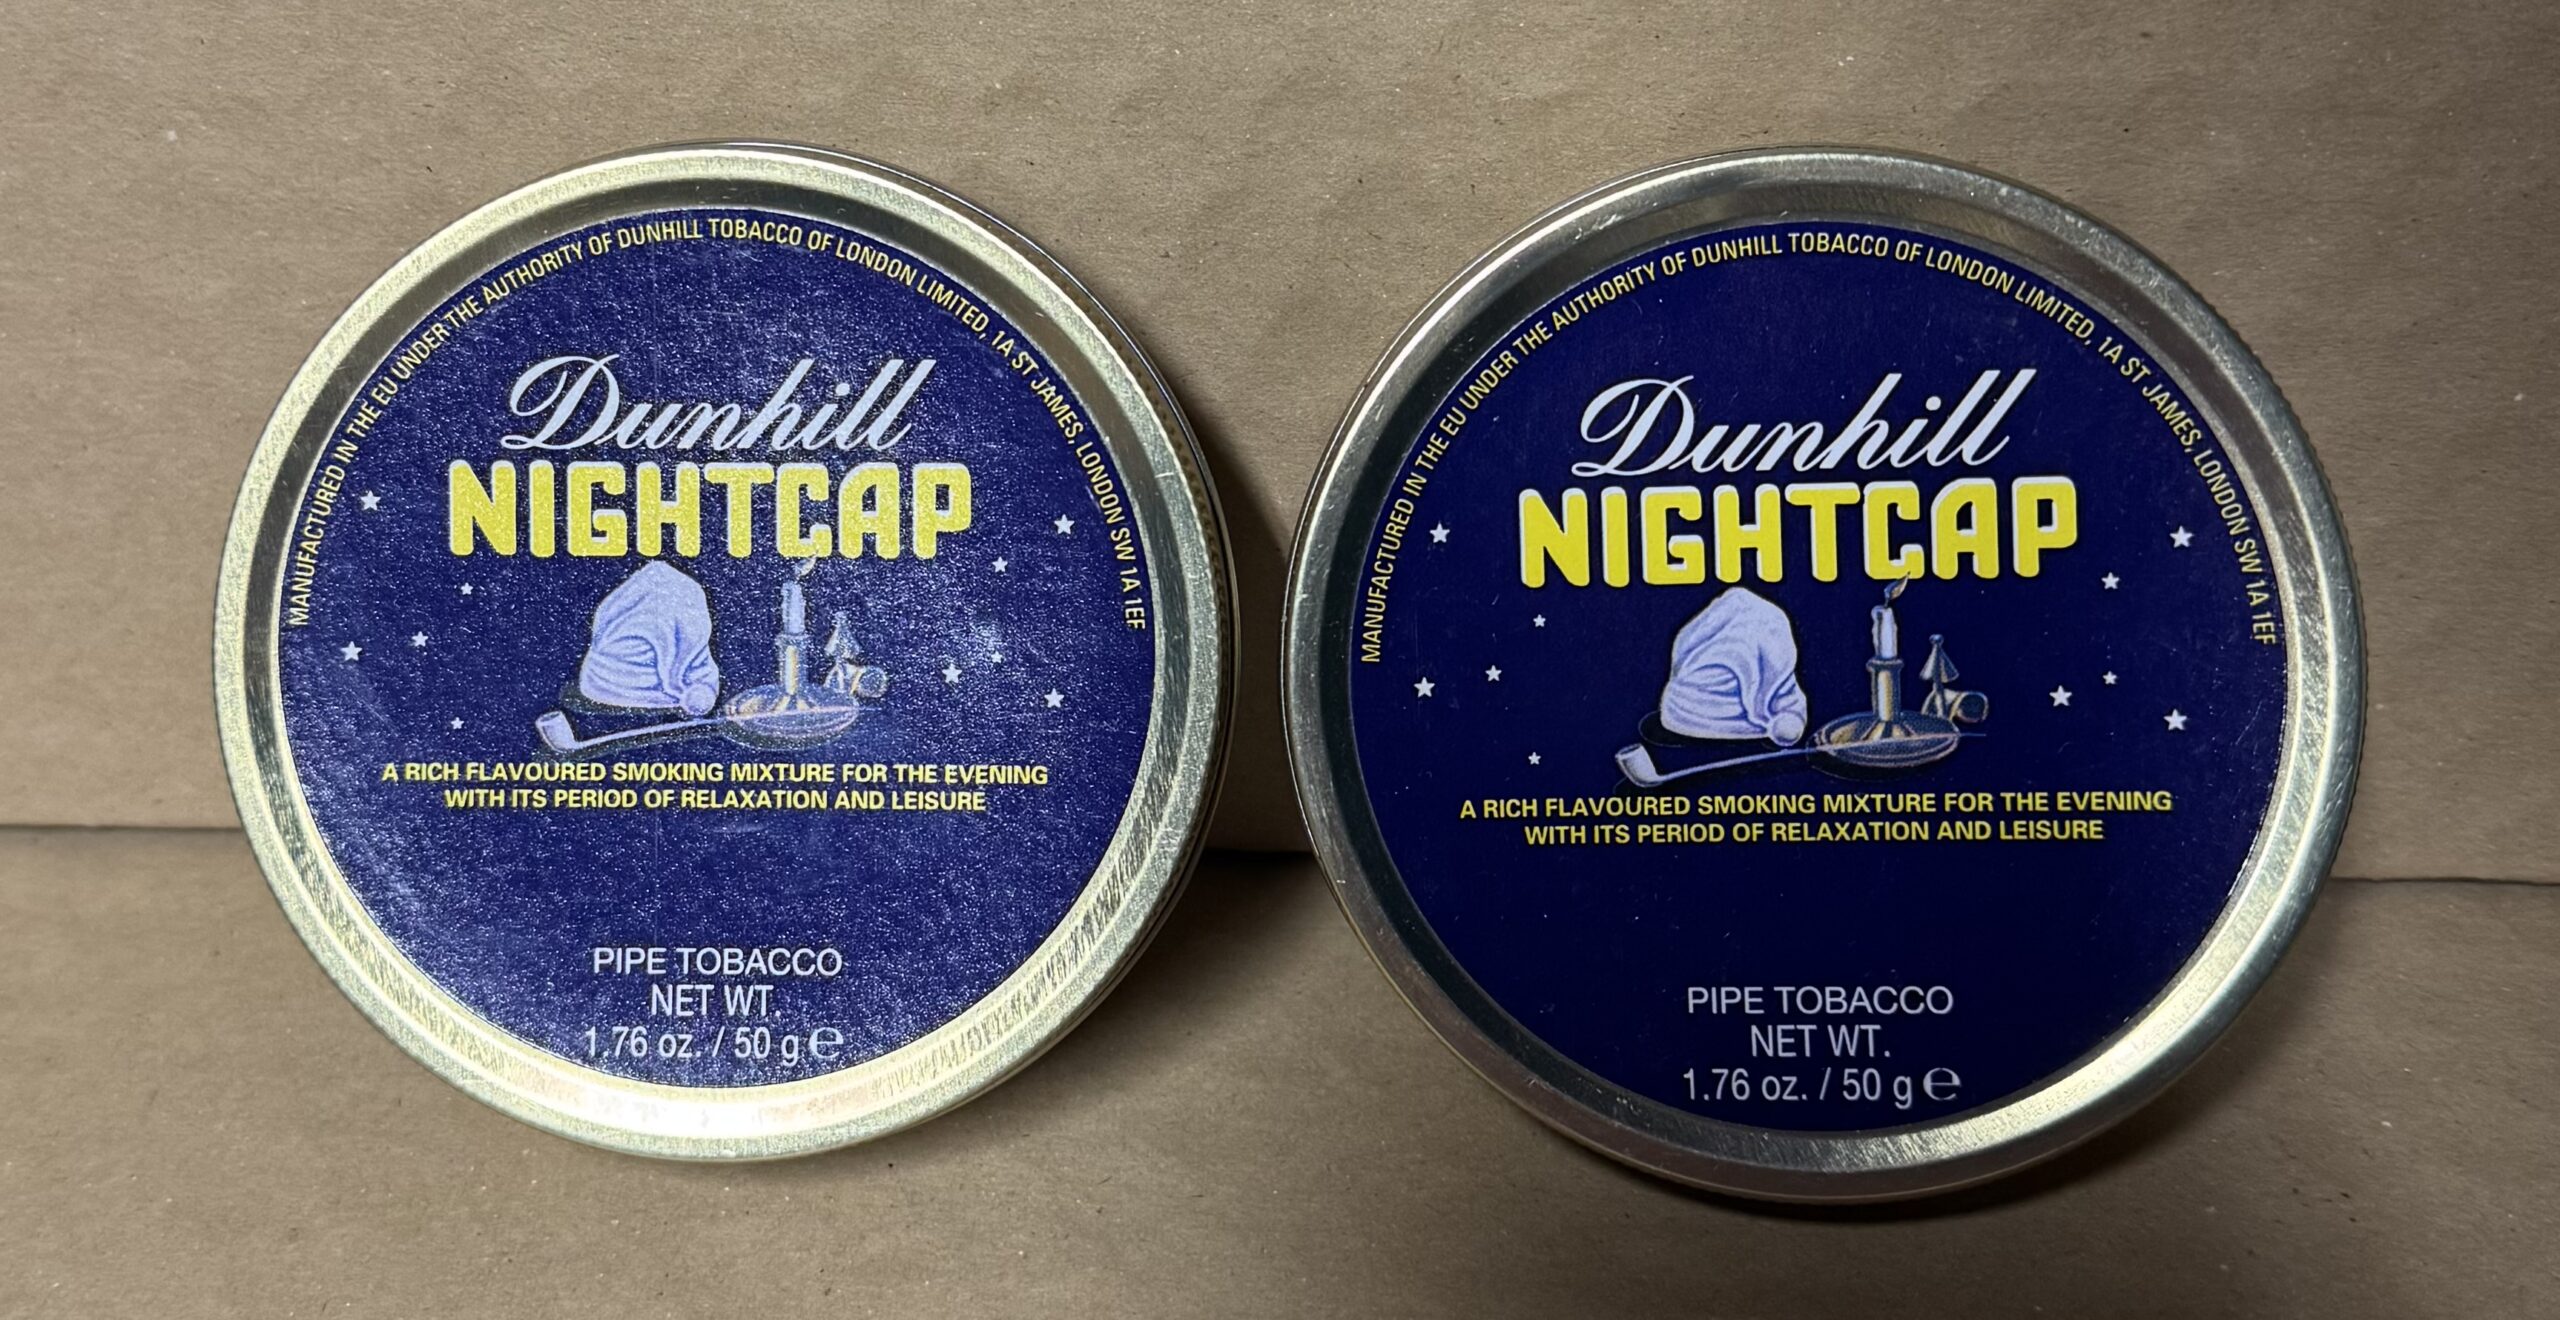 MANUFACTURED IN THE EU UNDER THE AUTHORITY OF DUNHILL TOBACCO OF LONDON LIMITED, 1A ST JAMES, LONDON SW 1A 1EF
Dunhill
NIGHTCAP
A RICH FLAVOURED SMOKING MIXTURE FOR THE EVENING
WITH ITS PERIOD OF RELAXATION AND LEISURE
PIPE TOBACCO
NET WT.
1.76 oz. / 50 g ℮
MANUFACTURED IN THE EU UNDER THE AUTHORITY OF DUNHILL TOBACCO OF LONDON LIMITED, 1A ST JAMES, LONDON SW 1A 1EF
Dunhill
NIGHTCAP
A RICH FLAVOURED SMOKING MIXTURE FOR THE EVENING
WITH ITS PERIOD OF RELAXATION AND LEISURE
PIPE TOBACCO
NET WT.
1.76 oz. / 50 g ℮